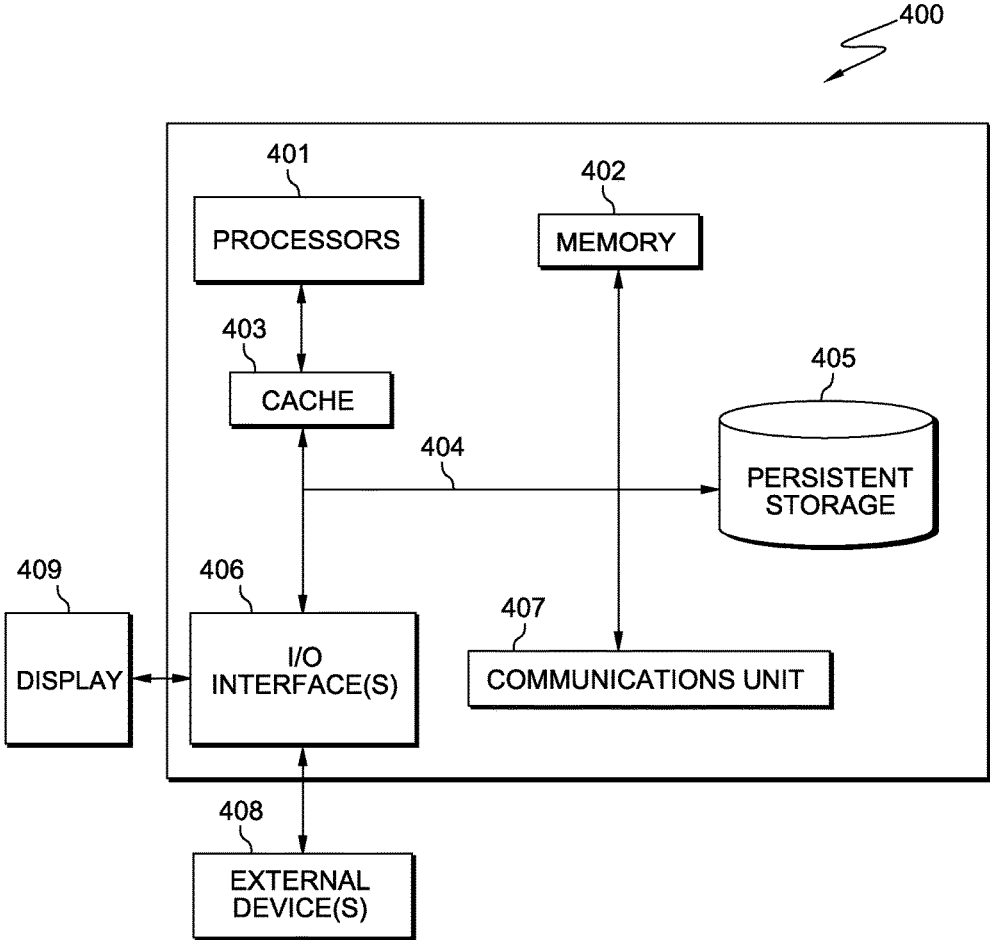 400
401
402
PROCESSORS
MEMORY
403
CACHE
404
405
PERSISTENT
STORAGE
409
406
407
DISPLAY
I/O
INTERFACE(S)
COMMUNICATIONS UNIT
408
EXTERNAL
DEVICE(S)